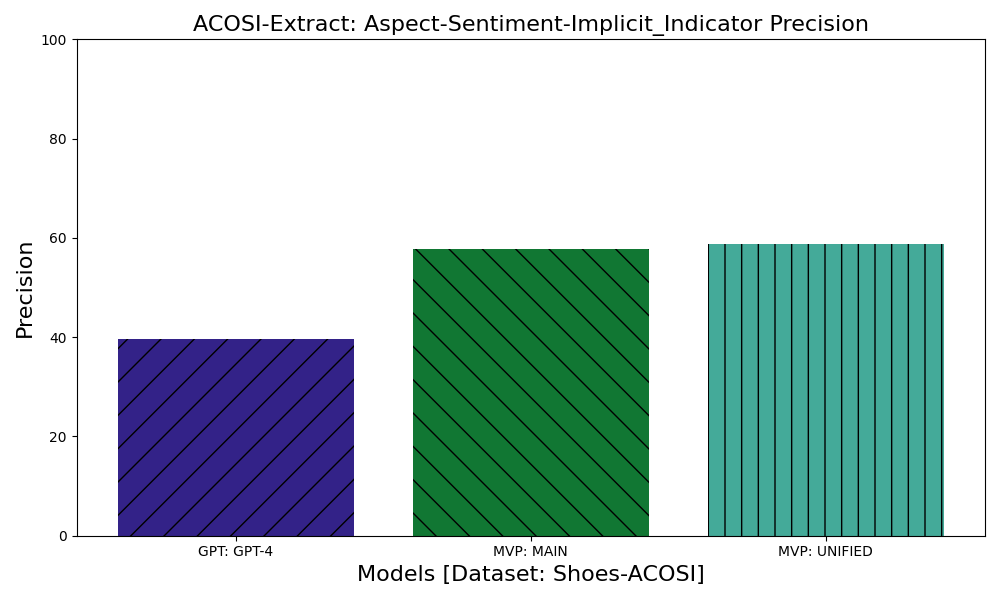 ACOSI-Extract: Aspect-Sentiment-Implicit_Indicator Precision
100
80
60
40
20
0
Precision
GPT: GPT-4
MVP: MAIN
MVP: UNIFIED
Models [Dataset: Shoes-ACOSI]